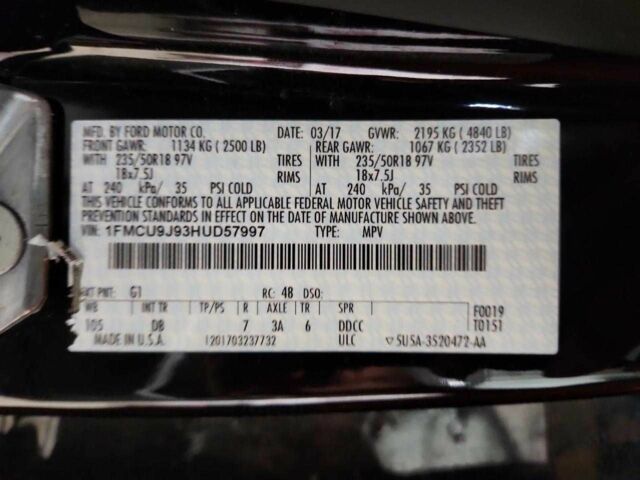 MFD. BY FORD MOTOR CO. DATE: 03/17 GVWR: 2195 KG ( 4840 LB)
FRONT GAWR: 1134 KG ( 2500 LB) REAR GAWR: 1067 KG ( 2352 LB)
WITH 235/50R18 97V TIRES WITH 235/50R18 97V TIRES
18x7.5J RIMS 18x7.5J RIMS
AT 240 kPa/ 35 PSI COLD AT 240 kPa/ 35 PSI COLD
THIS VEHICLE CONFORMS TO ALL APPLICABLE FEDERAL MOTOR VEHICLE SAFETY AND THEFT
PREVENTION STANDARDS IN EFFECT ON THE DATE OF MANUFACTURE SHOWN ABOVE.
VIN: 1FMCU9J93HUD57997 TYPE: MPV
EXT PNT: G1 RC: 48 DSO:
WB INT TR TP/PS R AXLE TR SPR F0019
105 DB 7 3A 6 DDCC T0151
MADE IN U.S.A. 1201703237732 ULC 5U5A-3520472-AA